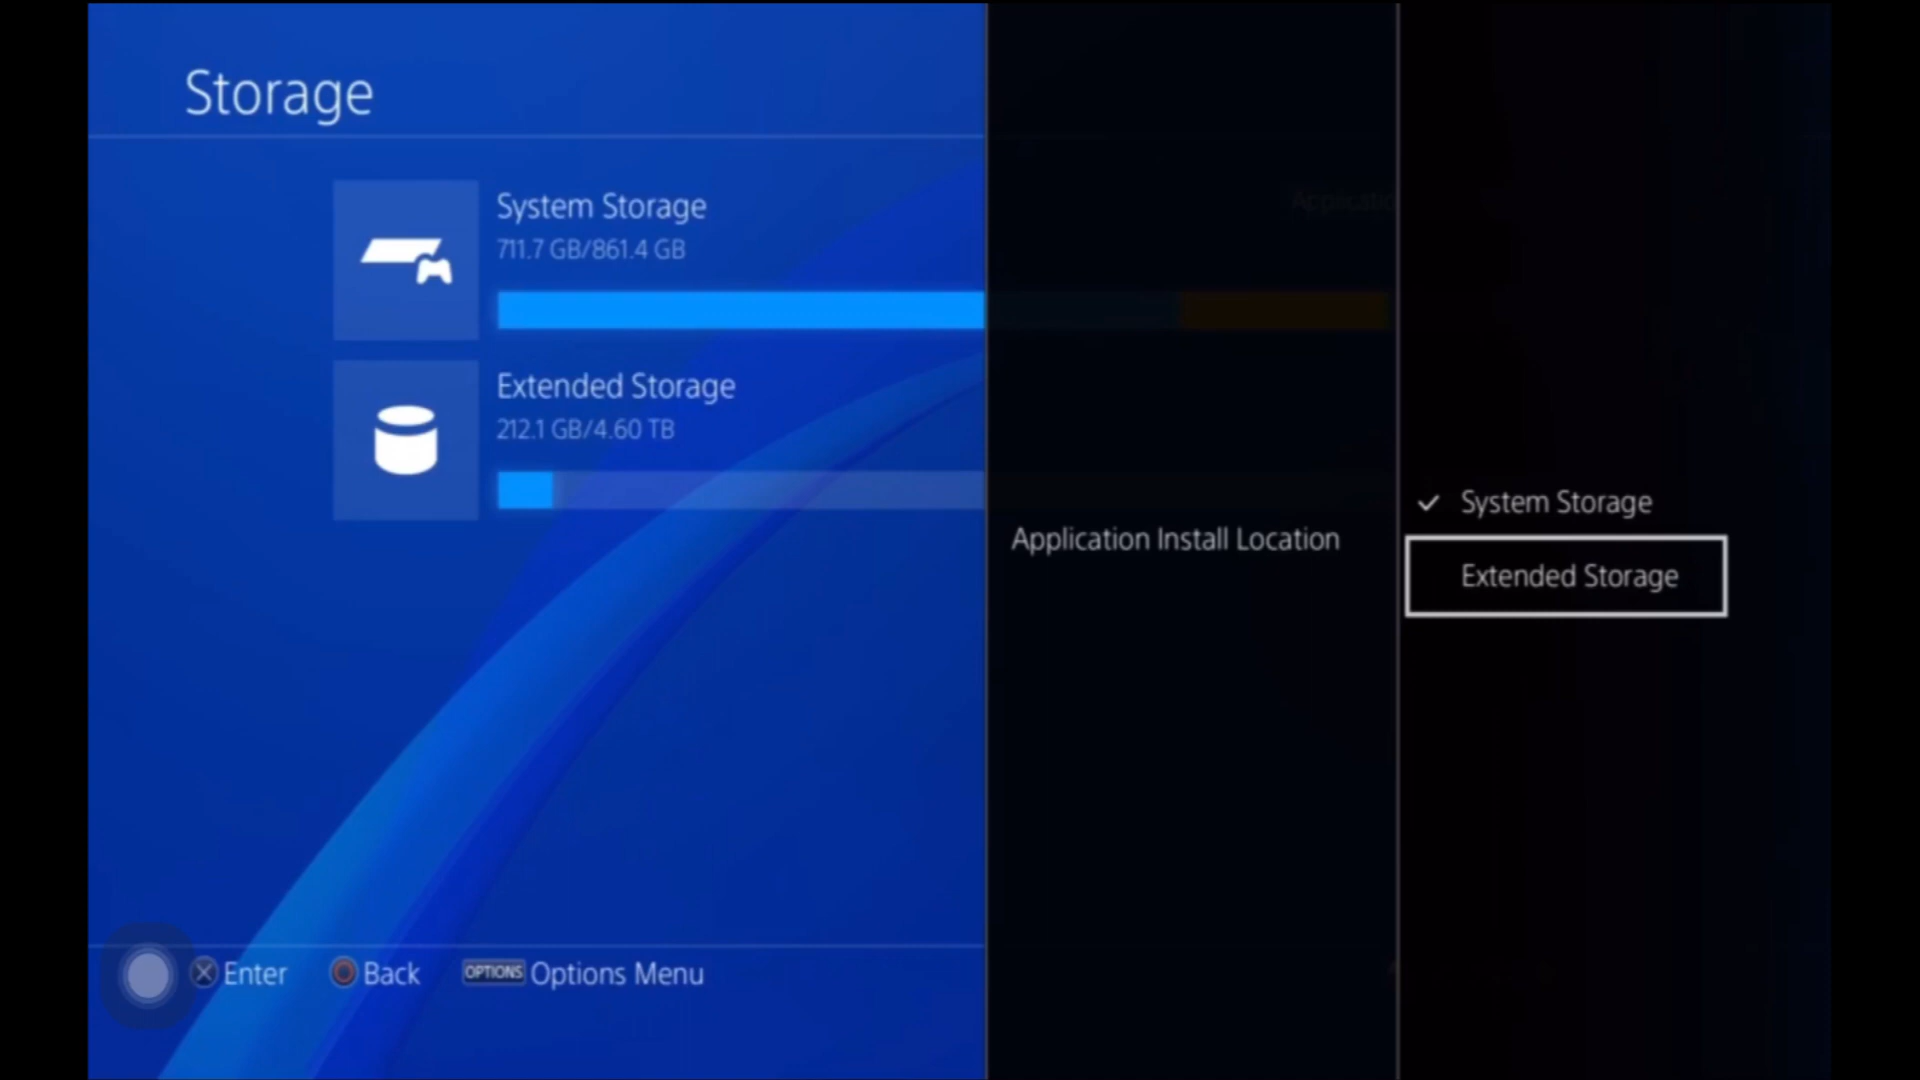 Storage
System Storage
711.7 GB/861.4 GB
Extended Storage
212.1 GB/4.60 TB
Application Install Location
System Storage
Extended Storage
Enter
Back
OPTIONS Options Menu